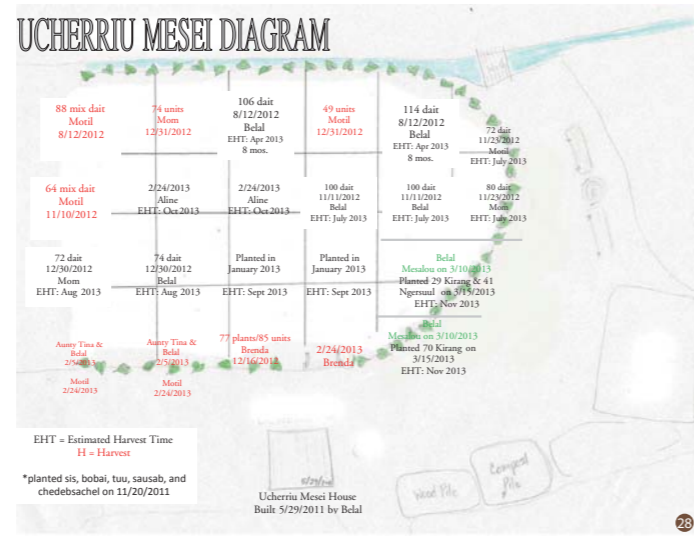 UCHERRIU MESEI DIAGRAM
88 mix dait
Motil
8/12/2012
74 units
Mom
12/31/2012
106 dait
8/12/2012
Belal
EHT: Apr 2013
8 mos.
49 units
Motil
12/31/2012
114 dait
8/12/2012
Belal
EHT: Apr 2013
8 mos.
72 dait
11/23/2012
Motil
EHT: July 2013
64 mix dait
Motil
11/10/2012
2/24/2013
Aline
EHT: Oct 2013
2/24/2013
Aline
EHT: Oct 2013
100 dait
11/11/2012
Belal
EHT: July 2013
100 dait
11/11/2012
Belal
EHT: July 2013
80 dait
11/23/2012
Mom
EHT: July 2013
72 dait
12/30/2012
Mom
EHT: Aug 2013
74 dait
12/30/2012
Belal
EHT: Aug 2013
Planted in
January 2013
EHT: Sept 2013
Planted in
January 2013
EHT: Sept 2013
Belal
Mesalou on 3/10/2013
Planted 29 Kirang & 41
Ngersuul on 3/15/2013
EHT: Nov 2013
Aunty Tina &
Belal
2/5/2013
Motil
2/24/2013
Aunty Tina &
Belal
2/5/2013
Motil
2/24/2013
77 plants/85 units
Brenda
12/16/2012
2/24/2013
Brenda
Belal
Mesalou on 3/10/2013
Planted 70 Kirang on
3/15/2013
EHT: Nov 2013
EHT = Estimated Harvest Time
H = Harvest
*planted sis, bobai, tuu, sausab, and
chedebsachel on 11/20/2011
Ucherriu Mesei House
Built 5/29/2011 by Belal
Wood Pile
Compost
Pile
28